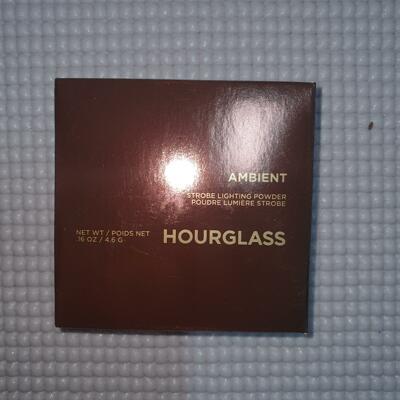 AMBIENT
STROBE LIGHTING POWDER
POUDRE LUMIÈRE STROBE
NET WT / POIDS NET
.16 OZ / 4.6 G
HOURGLASS